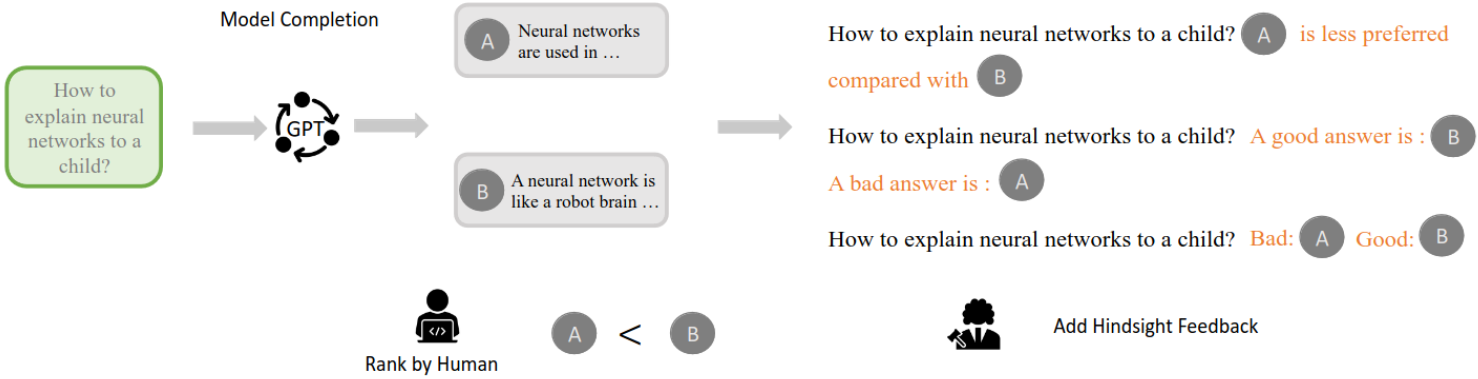 Model Completion
How to
explain neural
networks to a
child?
GPT
A Neural networks
are used in ...
B A neural network is
like a robot brain ...
Rank by Human
</>
A < B
How to explain neural networks to a child? A is less preferred
compared with B
How to explain neural networks to a child? A good answer is : B
A bad answer is : A
How to explain neural networks to a child? Bad: A Good: B
Add Hindsight Feedback